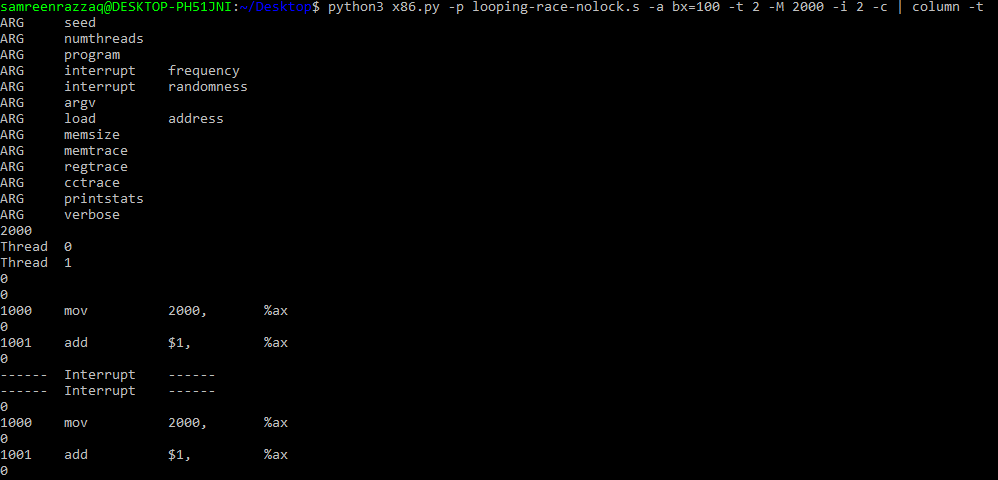 samreenrazzaq@DESKTOP-PH51JNI:~/Desktop$ python3 x86.py -p looping-race-nolock.s -a bx=100 -t 2 -M 2000 -i 2 -c | column -t
ARG seed
ARG numthreads
ARG program
ARG interrupt frequency
ARG interrupt randomness
ARG argv
ARG load address
ARG memsize
ARG memtrace
ARG regtrace
ARG cctrace
ARG printstats
ARG verbose
2000
Thread 0
Thread 1
0
0
1000 mov 2000, %ax
0
1001 add $1, %ax
0
------ Interrupt ------
------ Interrupt ------
0
1000 mov 2000, %ax
0
1001 add $1, %ax
0